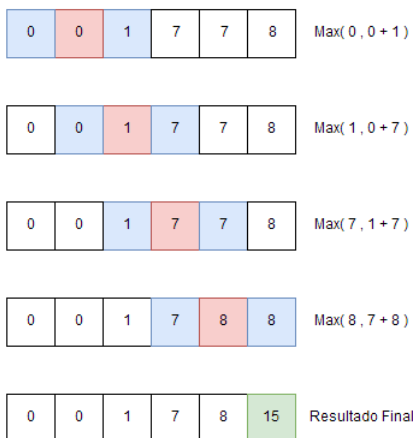 0 0 1 7 7 8 Max( 0 , 0 + 1 )
0 0 1 7 7 8 Max( 1 , 0 + 7 )
0 0 1 7 7 8 Max( 7 , 1 + 7 )
0 0 1 7 8 8 Max( 8 , 7 + 8 )
0 0 1 7 8 15 Resultado Final